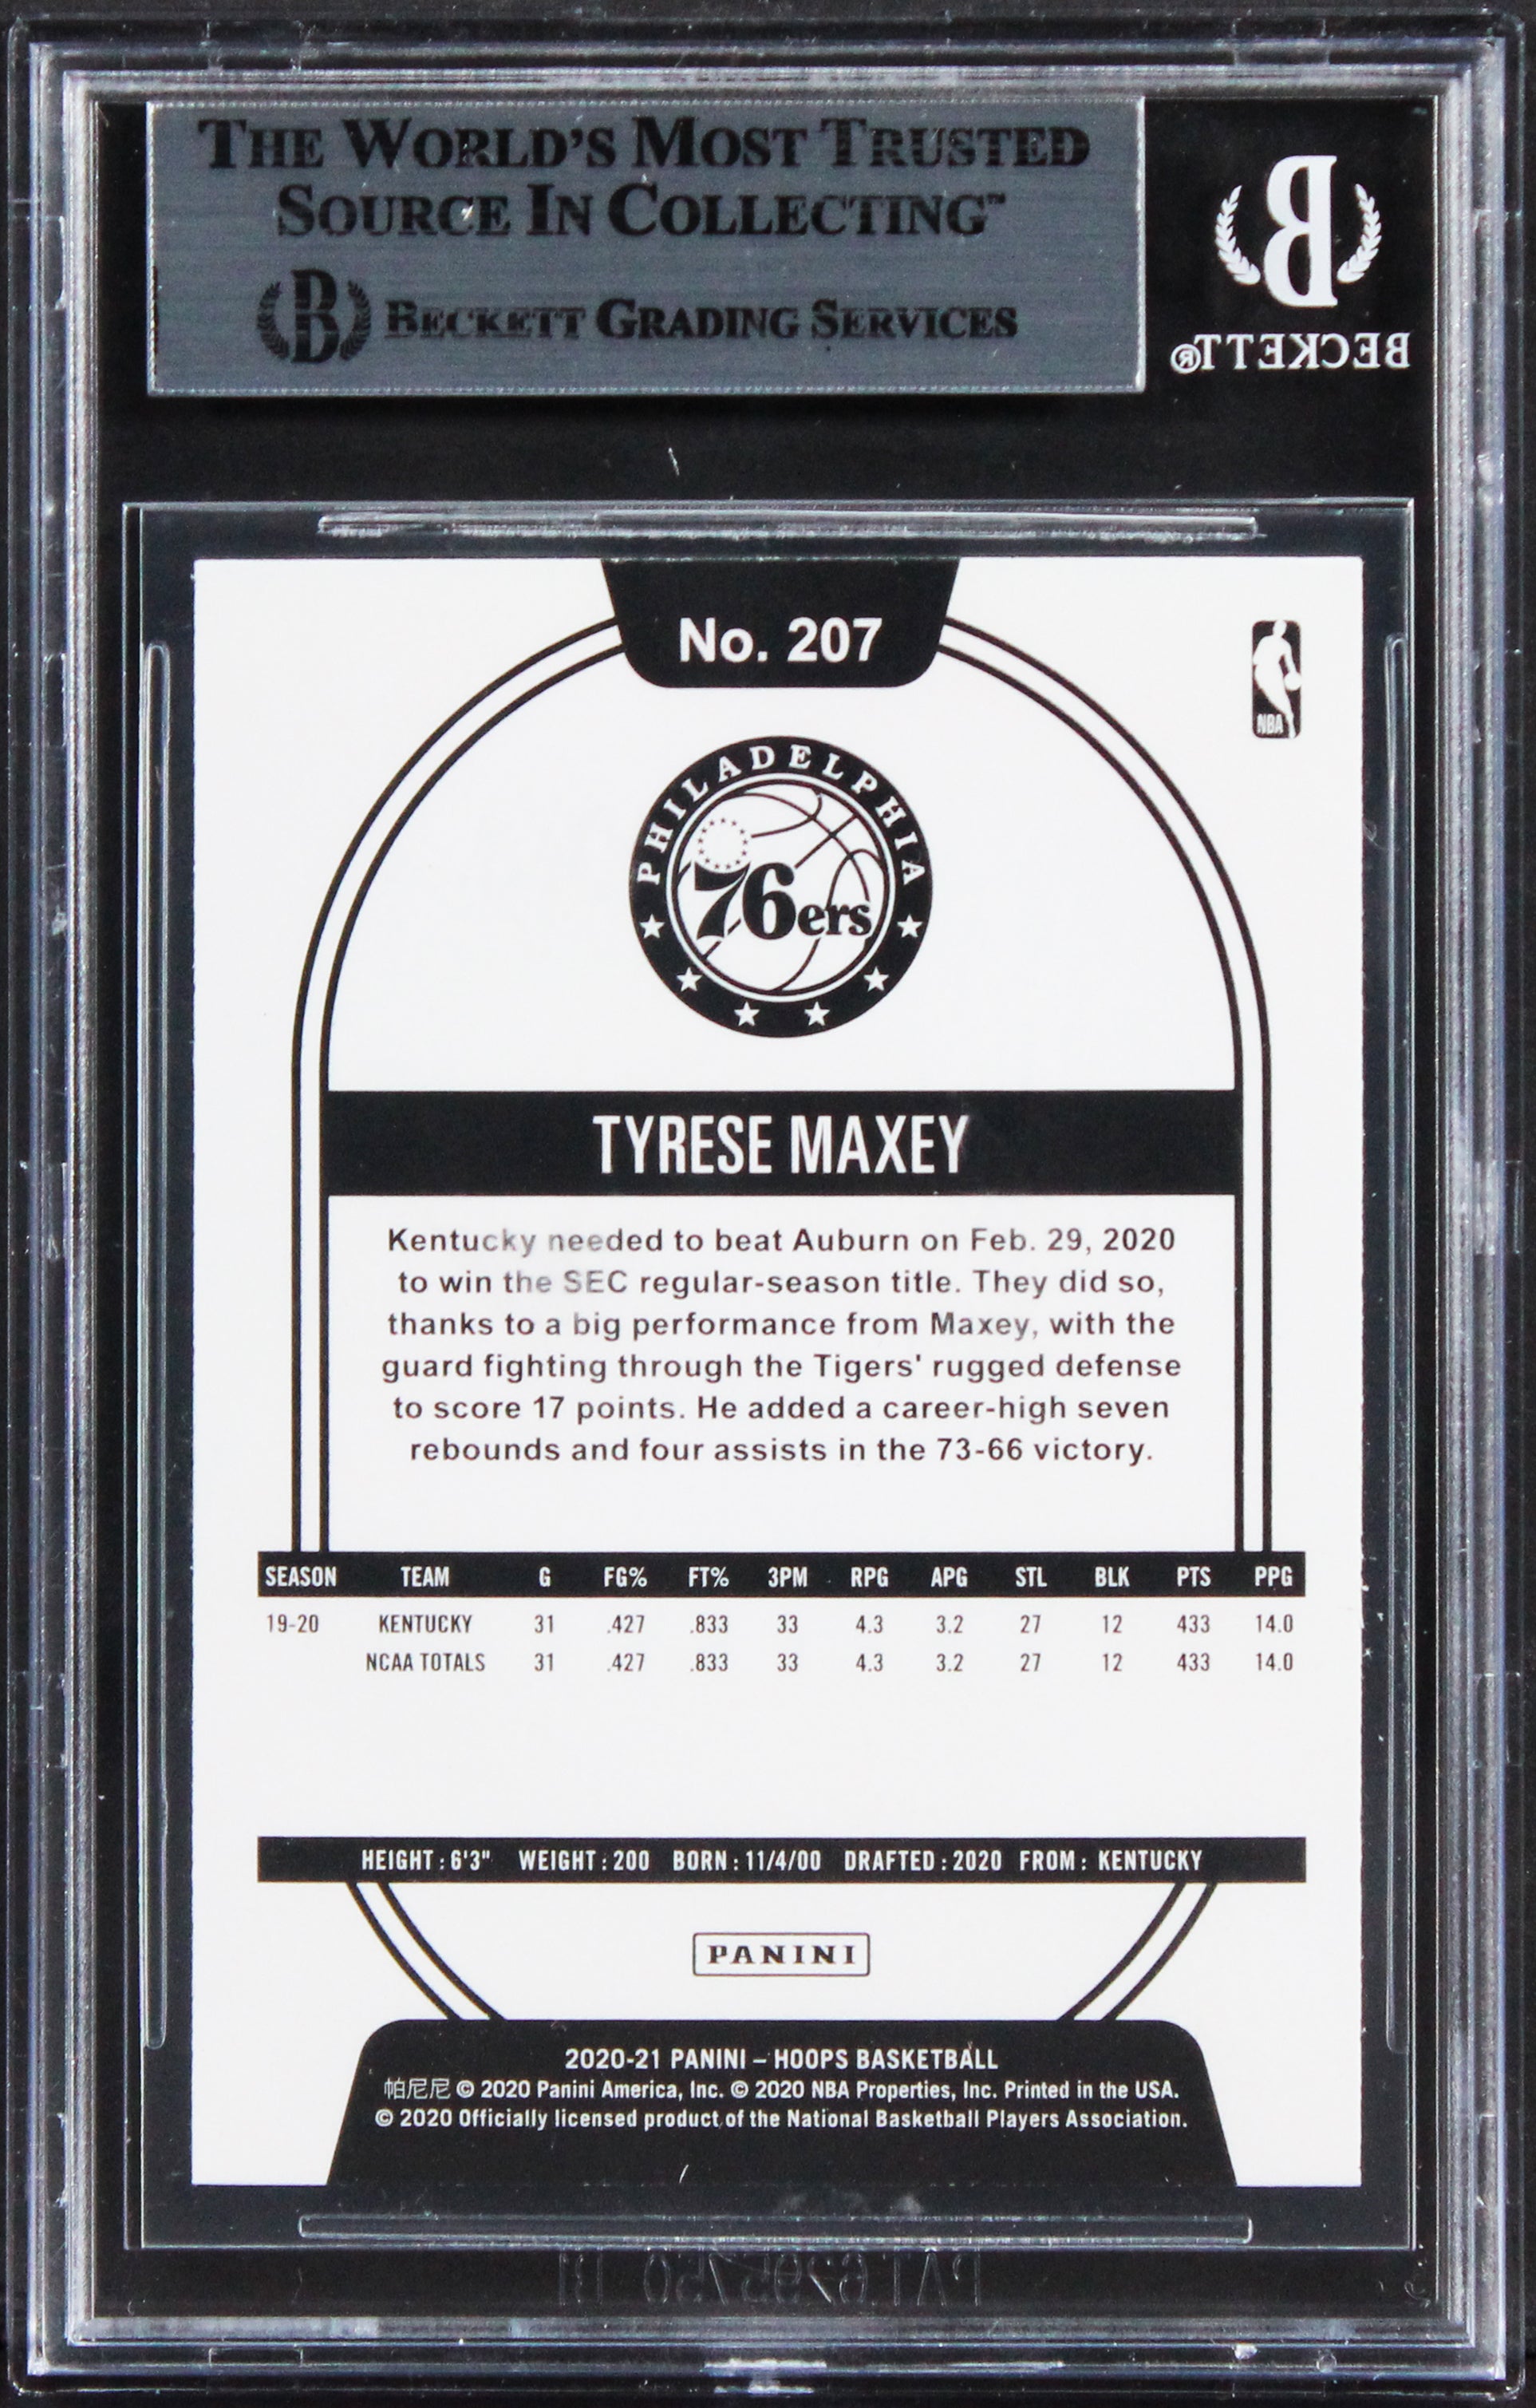 THE WORLD'S MOST TRUSTED
SOURCE IN COLLECTING™
B BECKETT GRADING SERVICES
B
BECKETT®
No. 207
NBA
PHILADELPHIA
76ers
TYRESE MAXEY
Kentucky needed to beat Auburn on Feb. 29, 2020
to win the SEC regular-season title. They did so,
thanks to a big performance from Maxey, with the
guard fighting through the Tigers' rugged defense
to score 17 points. He added a career-high seven
rebounds and four assists in the 73-66 victory.
SEASON TEAM G FG% FT% 3PM RPG APG STL BLK PTS PPG
19-20 KENTUCKY 31 .427 .833 33 4.3 3.2 27 12 433 14.0
NCAA TOTALS 31 .427 .833 33 4.3 3.2 27 12 433 14.0
HEIGHT : 6'3" WEIGHT : 200 BORN : 11/4/00 DRAFTED : 2020 FROM : KENTUCKY
PANINI
2020-21 PANINI – HOOPS BASKETBALL
帕尼尼 © 2020 Panini America, Inc. © 2020 NBA Properties, Inc. Printed in the USA.
© 2020 Officially licensed product of the National Basketball Players Association.